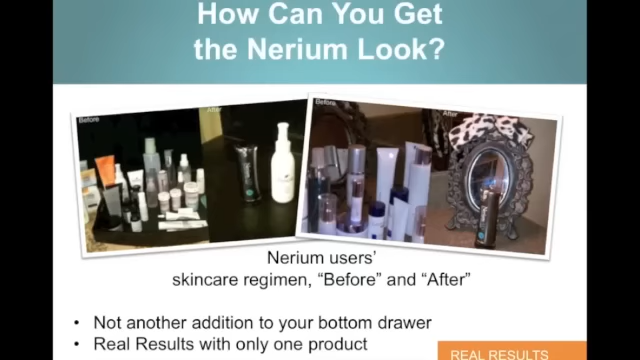 How Can You Get
the Nerium Look?
Before
After
Before
Nerium users'
skincare regimen, “Before” and “After”
• Not another addition to your bottom drawer
• Real Results with only one product
REAL RESULTS